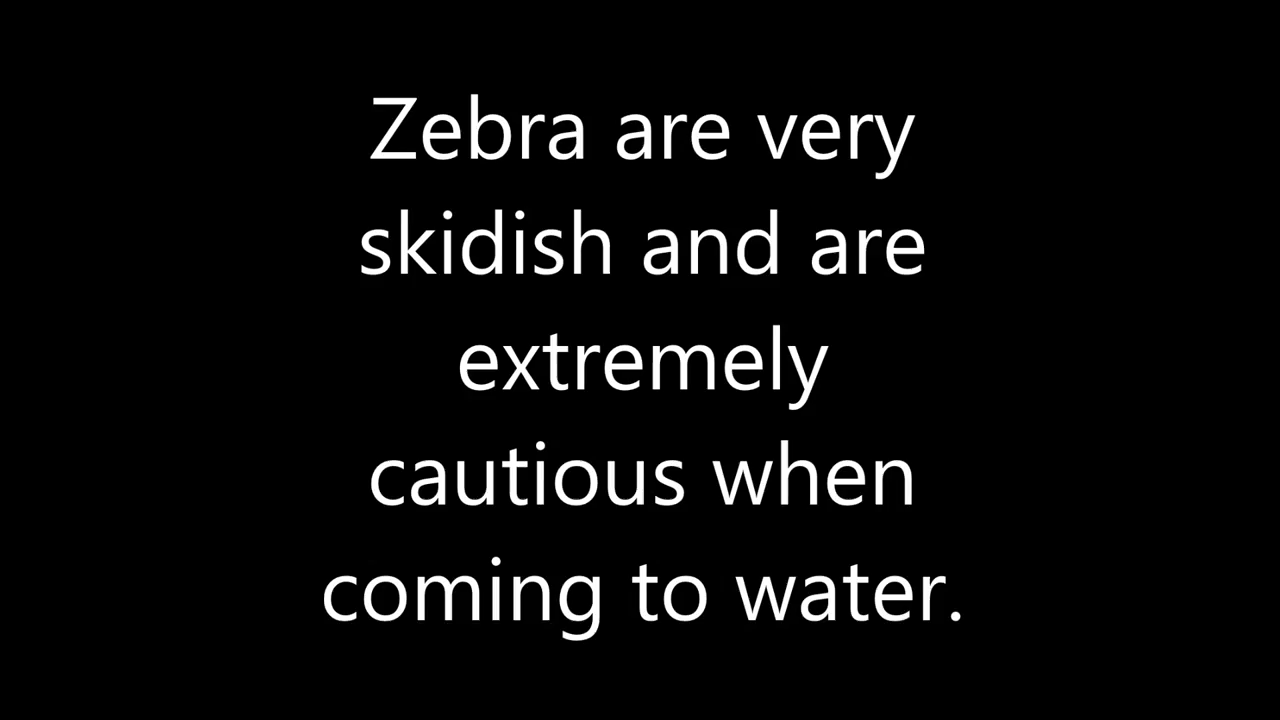 Zebra are very
skidish and are
extremely
cautious when
coming to water.